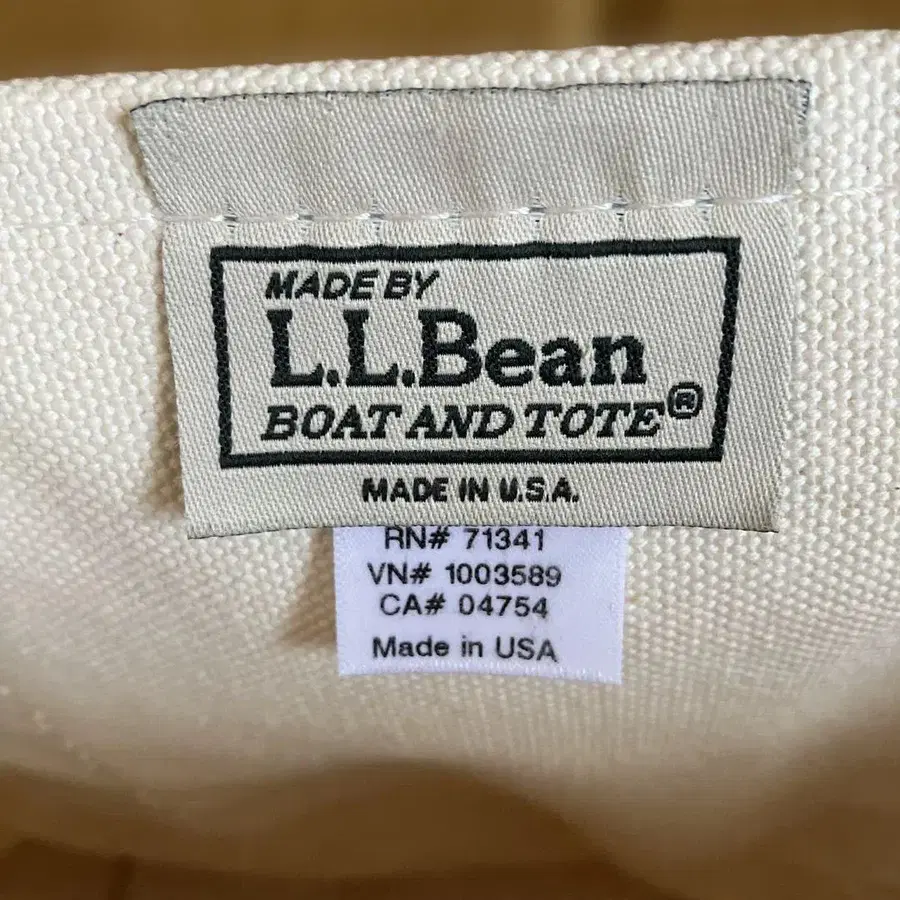 MADE BY
L.L.Bean
BOAT AND TOTE®
MADE IN U.S.A.
RN# 71341
VN# 1003589
CA# 04754
Made in USA